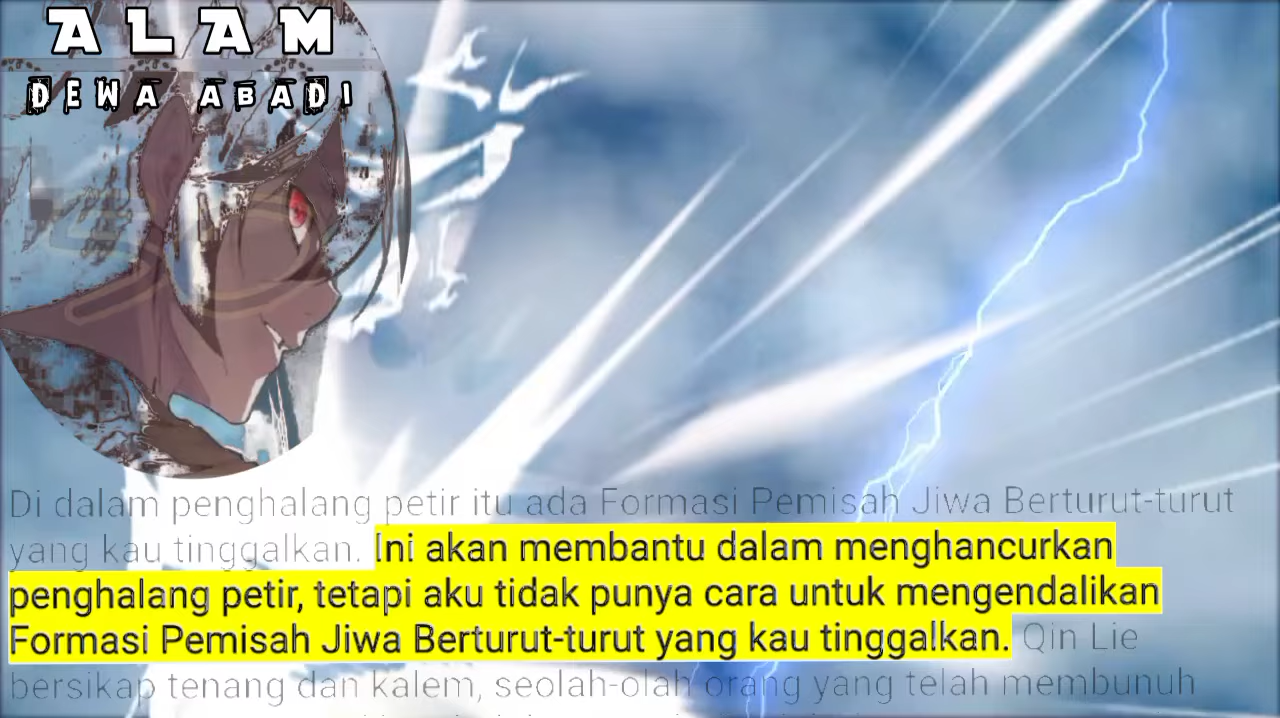 ALAM
DEWA ABADI
Di dalam penghalang petir itu ada Formasi Pemisah Jiwa Berturut-turut
yang kau tinggalkan. Ini akan membantu dalam menghancurkan
penghalang petir, tetapi aku tidak punya cara untuk mengendalikan
Formasi Pemisah Jiwa Berturut-turut yang kau tinggalkan. Qin Lie
bersikap tenang dan kalem, seolah-olah orang yang telah membunuh